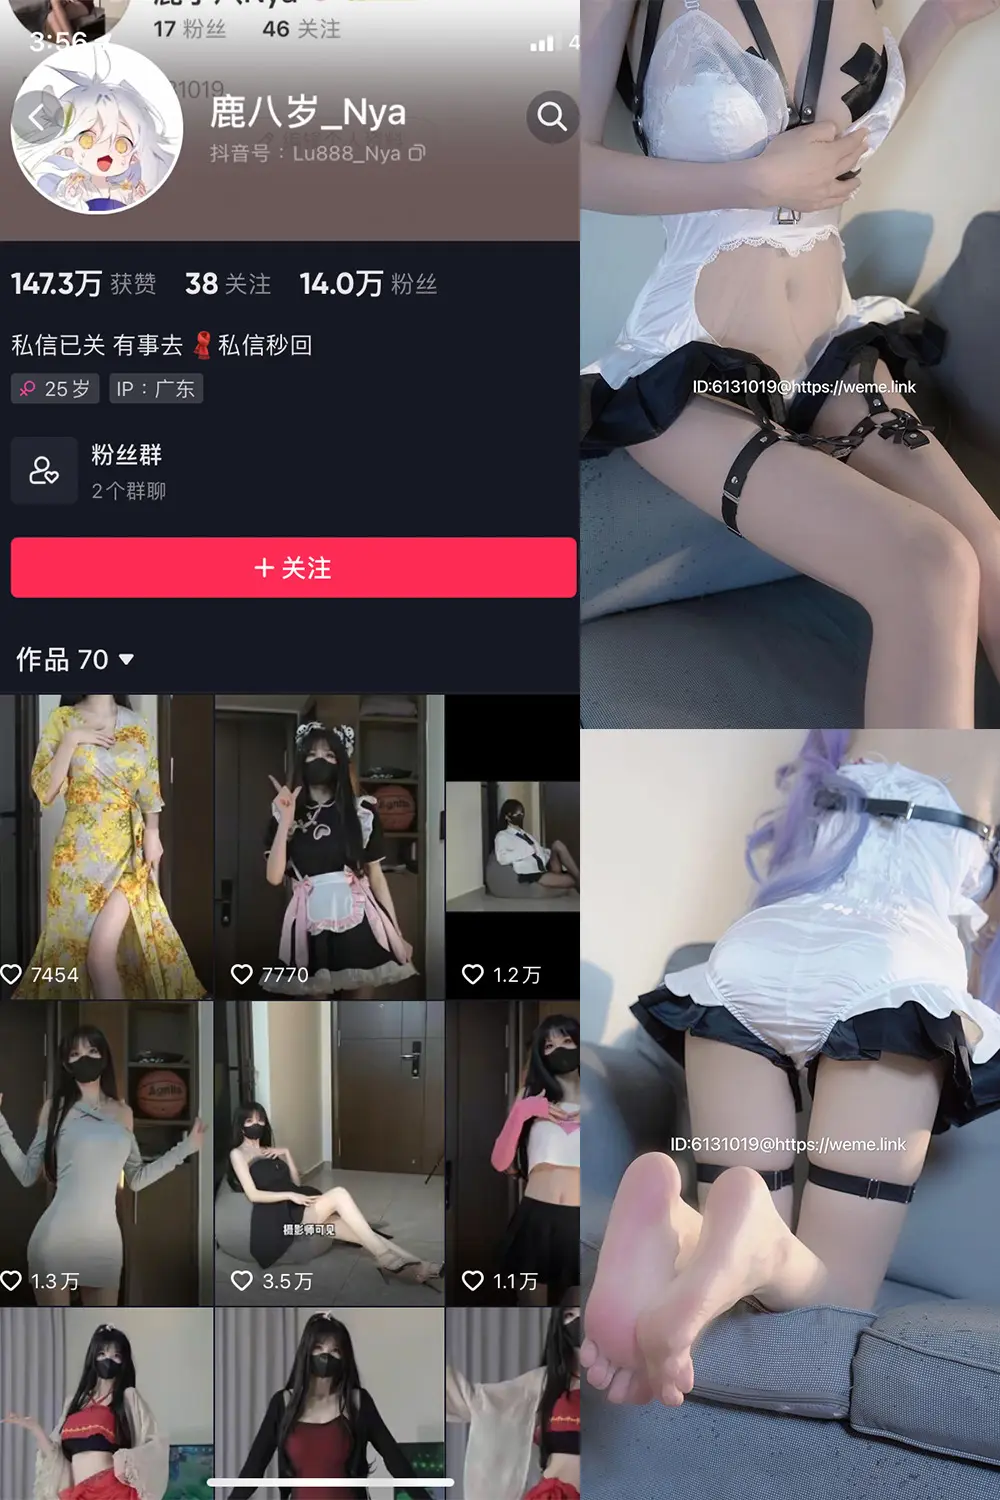 17 粉丝 46 关注
3:56
1019
鹿八岁_Nya
抖音号：Lu888_Nya
147.3万 获赞 38 关注 14.0万 粉丝
私信已关 有事去 私信秒回
25岁 IP：广东
粉丝群
2个群聊
+ 关注
作品 70
7454
7770
1.2万
1.3万
摄影师可见
3.5万
1.1万
ID:6131019@https://weme.link
ID:6131019@https://weme.link